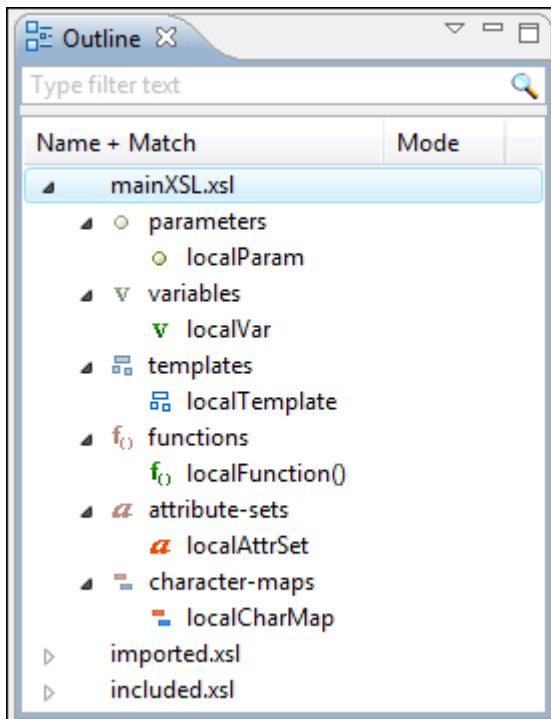 Outline
Type filter text
Name + Match Mode
mainXSL.xsl
parameters
localParam
v variables
v localVar
templates
localTemplate
f() functions
f() localFunction()
a attribute-sets
a localAttrSet
character-maps
localCharMap
imported.xsl
included.xsl